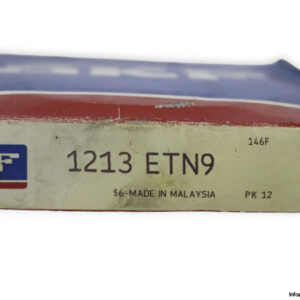 SKF
F
146F
1213 ETN9
56-MADE IN MALAYSIA
PK 12